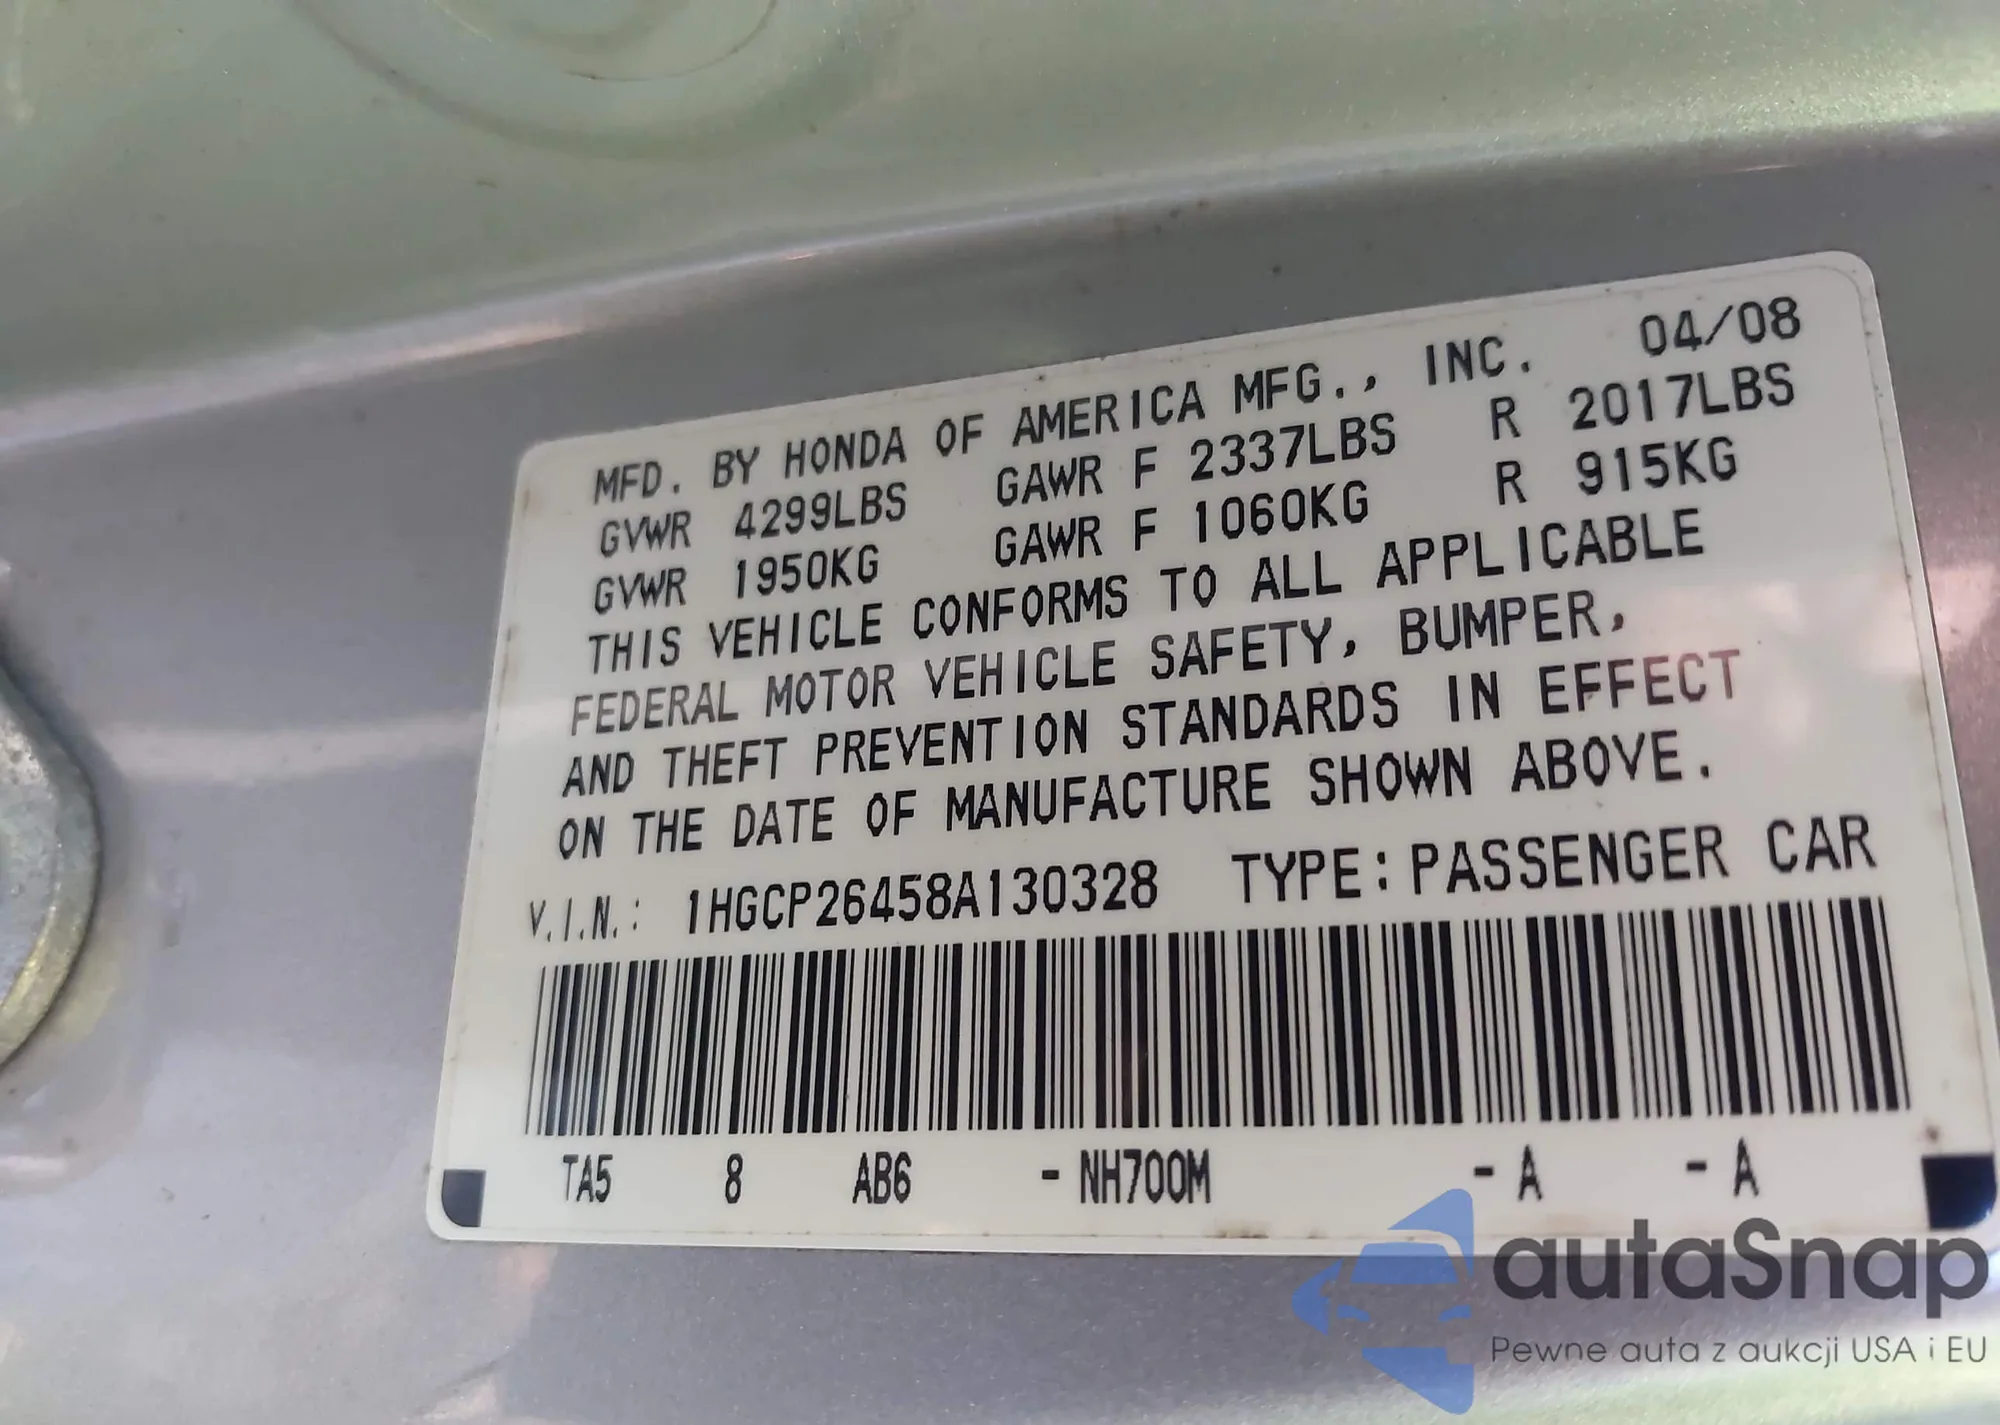 MFD. BY HONDA OF AMERICA MFG., INC. 04/08
GVWR 4299LBS GAWR F 2337LBS R 2017LBS
GVWR 1950KG GAWR F 1060KG R 915KG
THIS VEHICLE CONFORMS TO ALL APPLICABLE
FEDERAL MOTOR VEHICLE SAFETY, BUMPER,
AND THEFT PREVENTION STANDARDS IN EFFECT
ON THE DATE OF MANUFACTURE SHOWN ABOVE.
V.I.N.: 1HGCP26458A130328 TYPE:PASSENGER CAR
TA5 8 AB6 -NH700M -A -A
autaSnap
Pewne auta z aukcji USA i EU